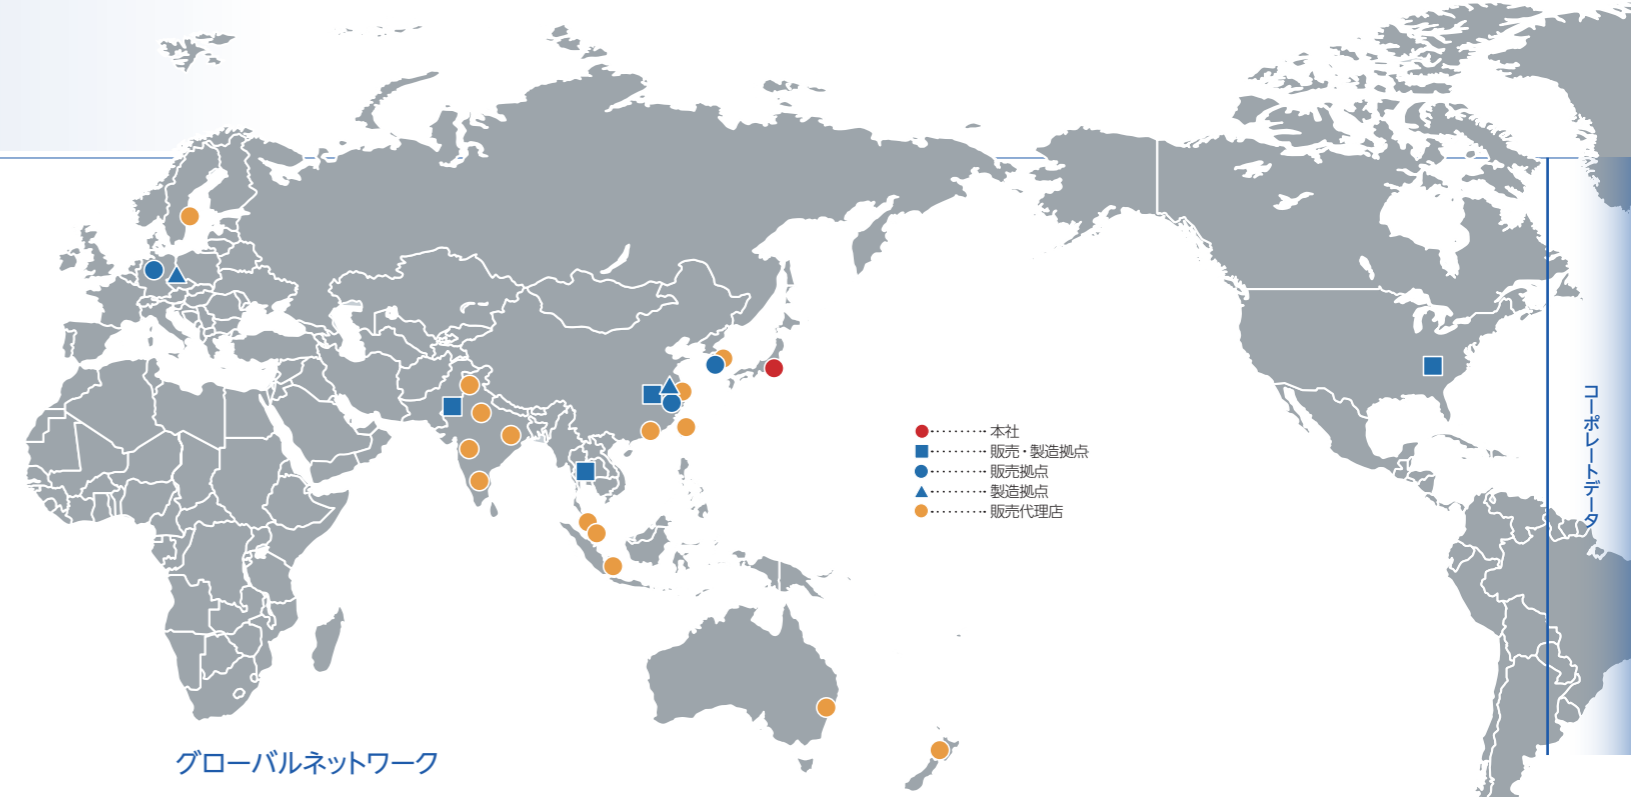 本社
販売・製造拠点
販売拠点
製造拠点
販売代理店
コーポレートデータ
グローバルネットワーク